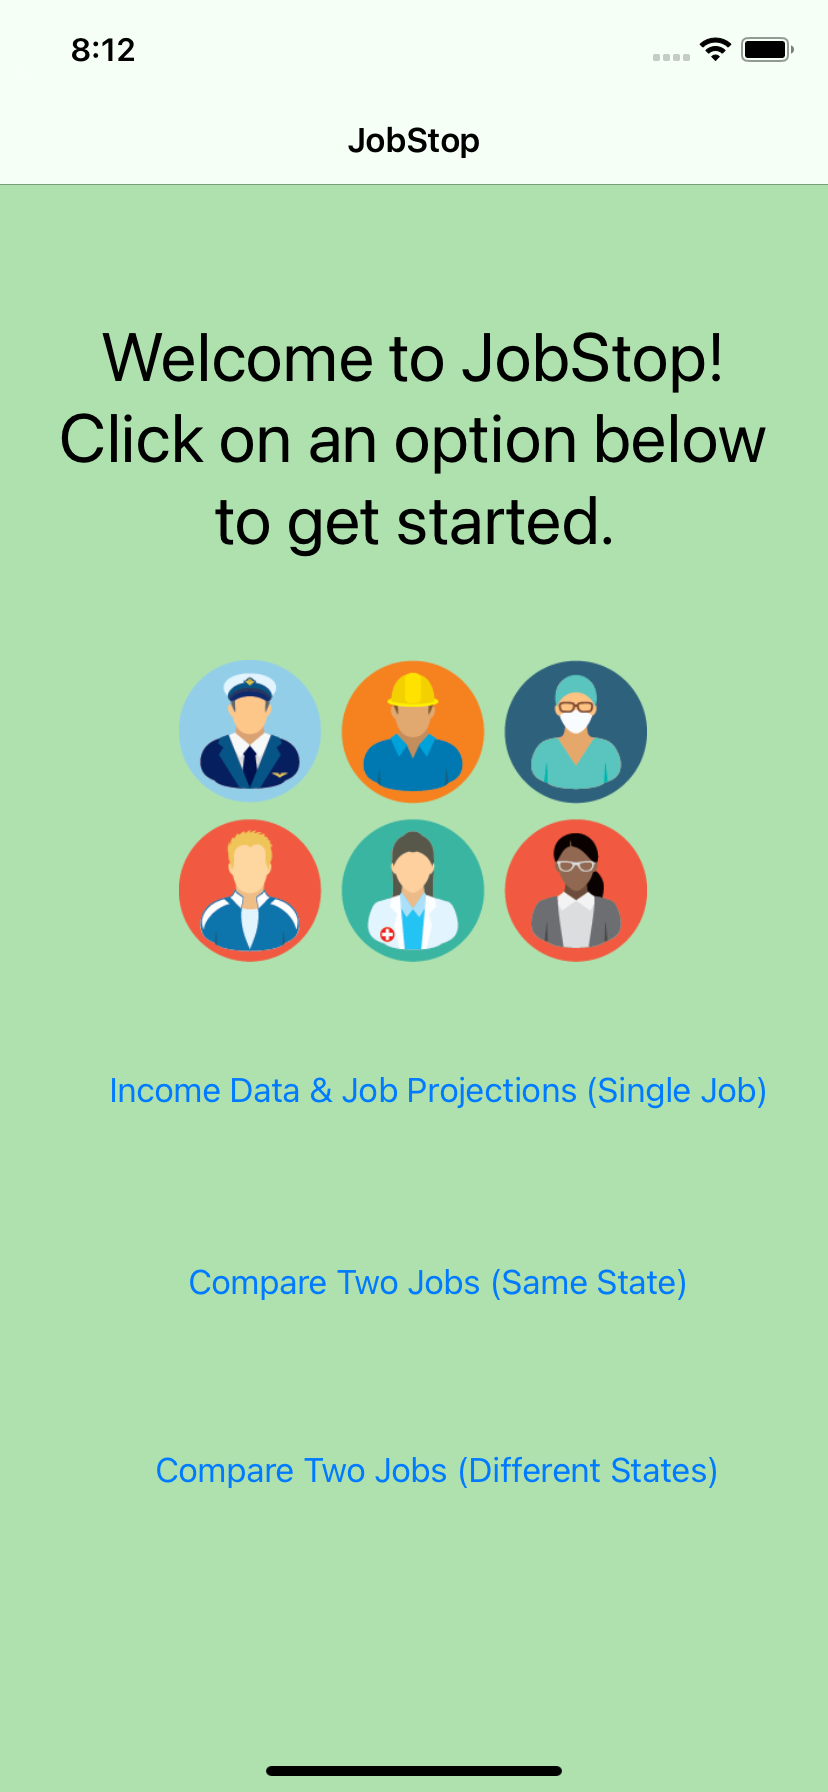 8:12
JobStop
Welcome to JobStop!
Click on an option below
to get started.
Income Data & Job Projections (Single Job)
Compare Two Jobs (Same State)
Compare Two Jobs (Different States)